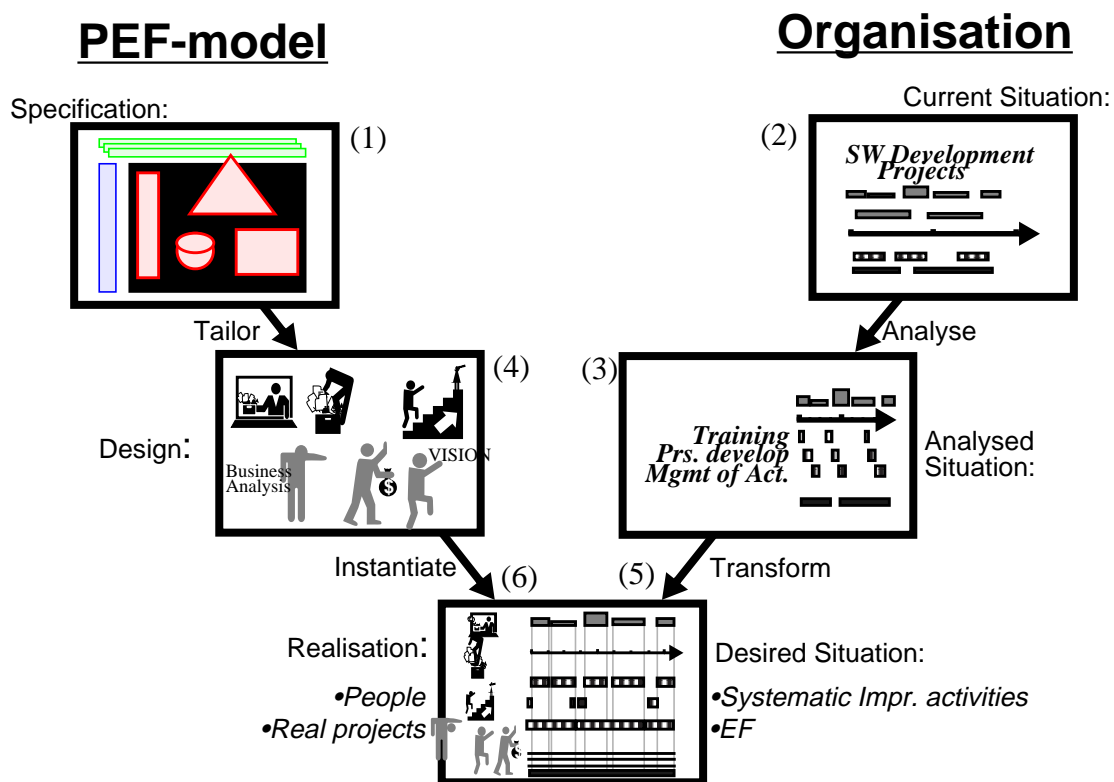 PEF-model
Organisation
Specification:
Current Situation:
(1)
(2)
SW Development
Projects
Tailor
Analyse
(4)
(3)
Design:
Business
Analysis
VISION
$
Training
Prs. develop
Mgmt of Act.
Analysed
Situation:
Instantiate
(6)
(5)
Transform
Realisation:
•People
•Real projects
$
Desired Situation:
•Systematic Impr. activities
•EF